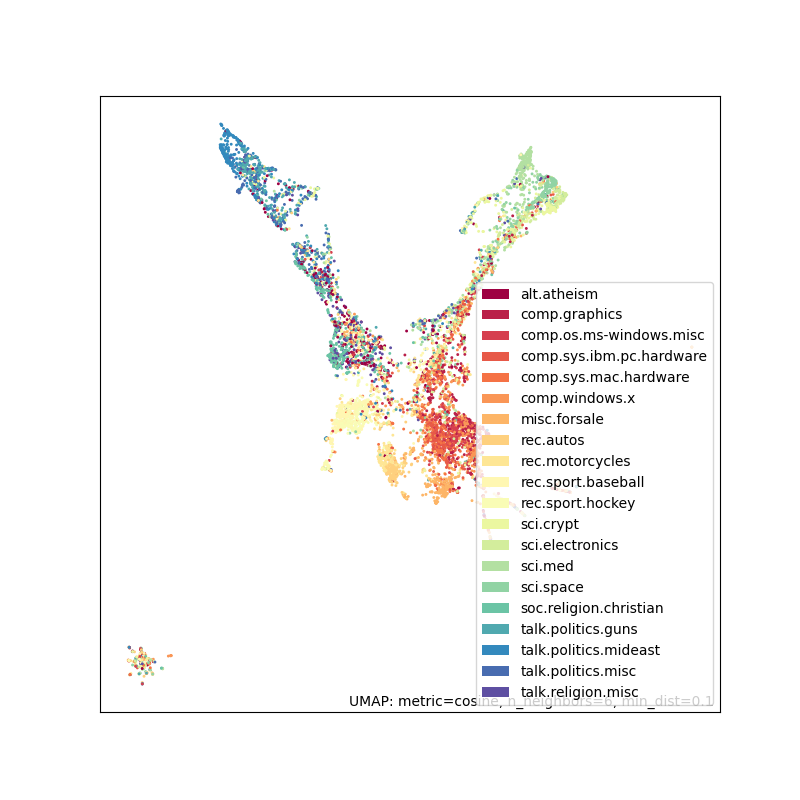 alt.atheism
comp.graphics
comp.os.ms-windows.misc
comp.sys.ibm.pc.hardware
comp.sys.mac.hardware
comp.windows.x
misc.forsale
rec.autos
rec.motorcycles
rec.sport.baseball
rec.sport.hockey
sci.crypt
sci.electronics
sci.med
sci.space
soc.religion.christian
talk.politics.guns
talk.politics.mideast
talk.politics.misc
talk.religion.misc
UMAP: metric=cosine, n_neighbors=6, min_dist=0.1